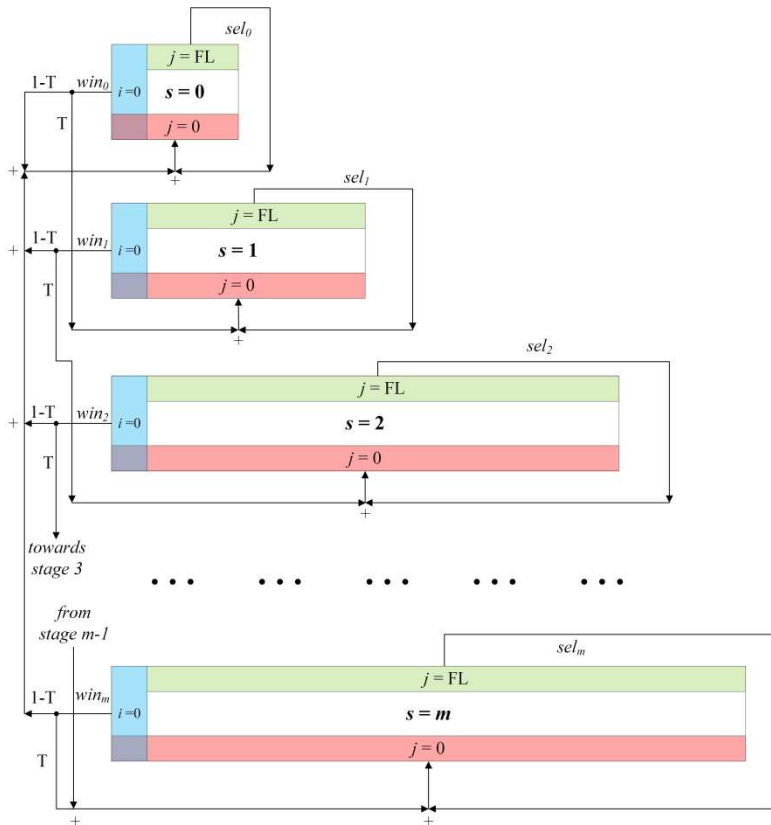 sel₀
j = FL
1-T win₀ i=0 s = 0
T
j = 0
+ +
sel₁
j = FL
+ 1-T win₁ i=0 s = 1
T
j = 0
+
sel₂
j = FL
+ 1-T win₂ i=0 s = 2
T
j = 0
+
towards
stage 3
from
stage m-1
selₘ
j = FL
1-T winₘ i=0 s = m
T
j = 0
+ +